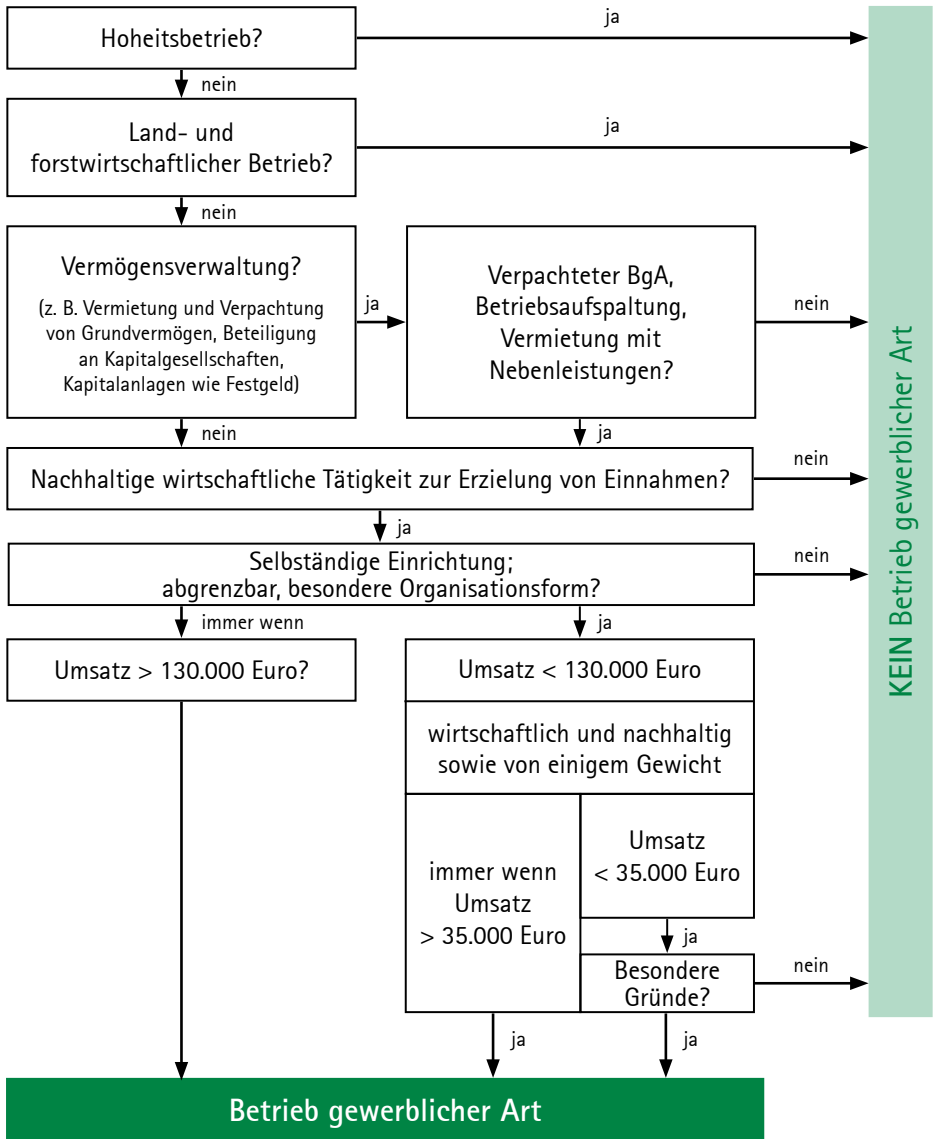 Hoheitsbetrieb?
ja
nein
Land- und
forstwirtschaftlicher Betrieb?
ja
nein
Vermögensverwaltung?
(z. B. Vermietung und Verpachtung
von Grundvermögen, Beteiligung
an Kapitalgesellschaften,
Kapitalanlagen wie Festgeld)
ja
Verpachteter BgA,
Betriebsaufspaltung,
Vermietung mit
Nebenleistungen?
nein
nein
ja
Nachhaltige wirtschaftliche Tätigkeit zur Erzielung von Einnahmen?
nein
ja
Selbständige Einrichtung;
abgrenzbar, besondere Organisationsform?
nein
immer wenn
ja
Umsatz > 130.000 Euro?
Umsatz < 130.000 Euro
wirtschaftlich und nachhaltig
sowie von einigem Gewicht
immer wenn
Umsatz
> 35.000 Euro
Umsatz
< 35.000 Euro
ja
Besondere
Gründe?
nein
ja
ja
KEIN Betrieb gewerblicher Art
Betrieb gewerblicher Art